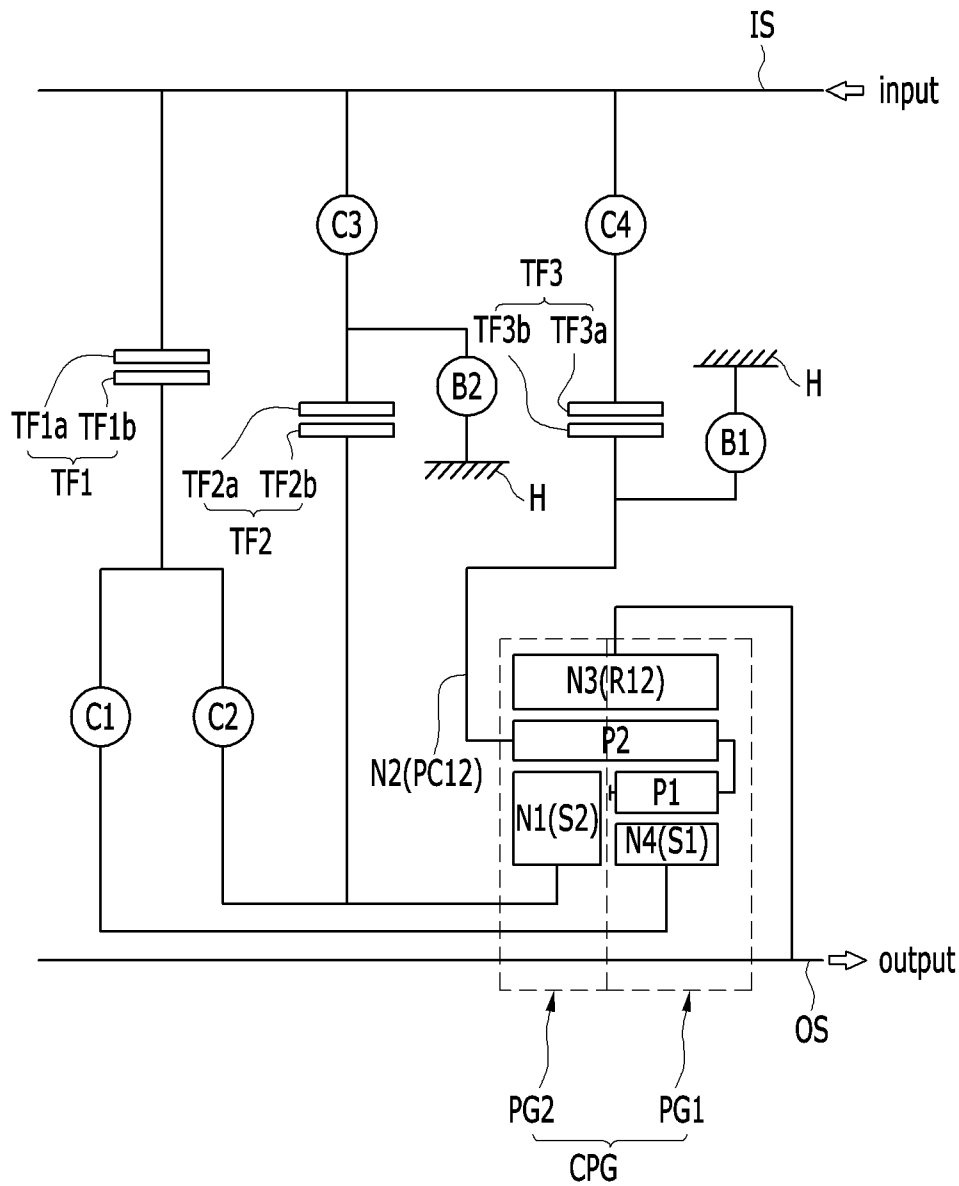 IS
input
C3
C4
TF3
TF3b TF3a
B2
H
TF1a TF1b
TF1
B1
TF2a TF2b
TF2
H
N3(R12)
C1
C2
P2
N2(PC12)
P1
N1(S2)
N4(S1)
output
OS
PG2
PG1
CPG